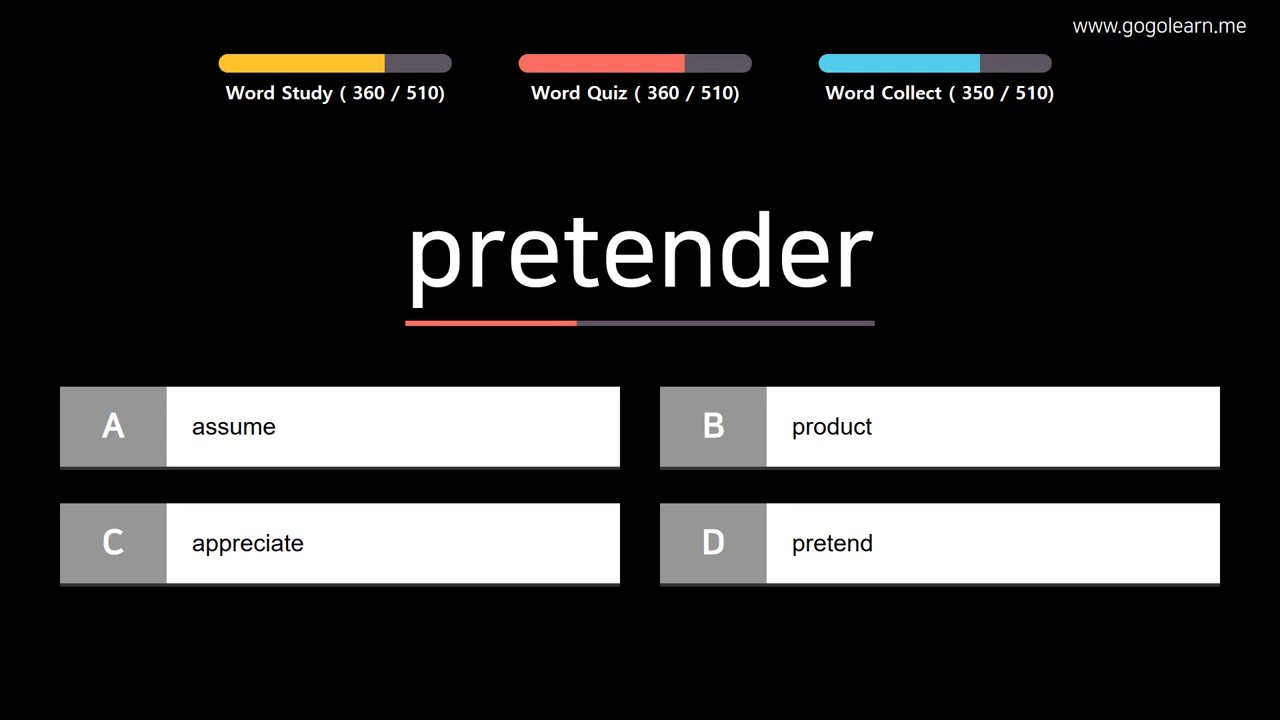 www.gogolearn.me
Word Study ( 360 / 510)
Word Quiz ( 360 / 510)
Word Collect ( 350 / 510)
pretender
A assume
B product
C appreciate
D pretend